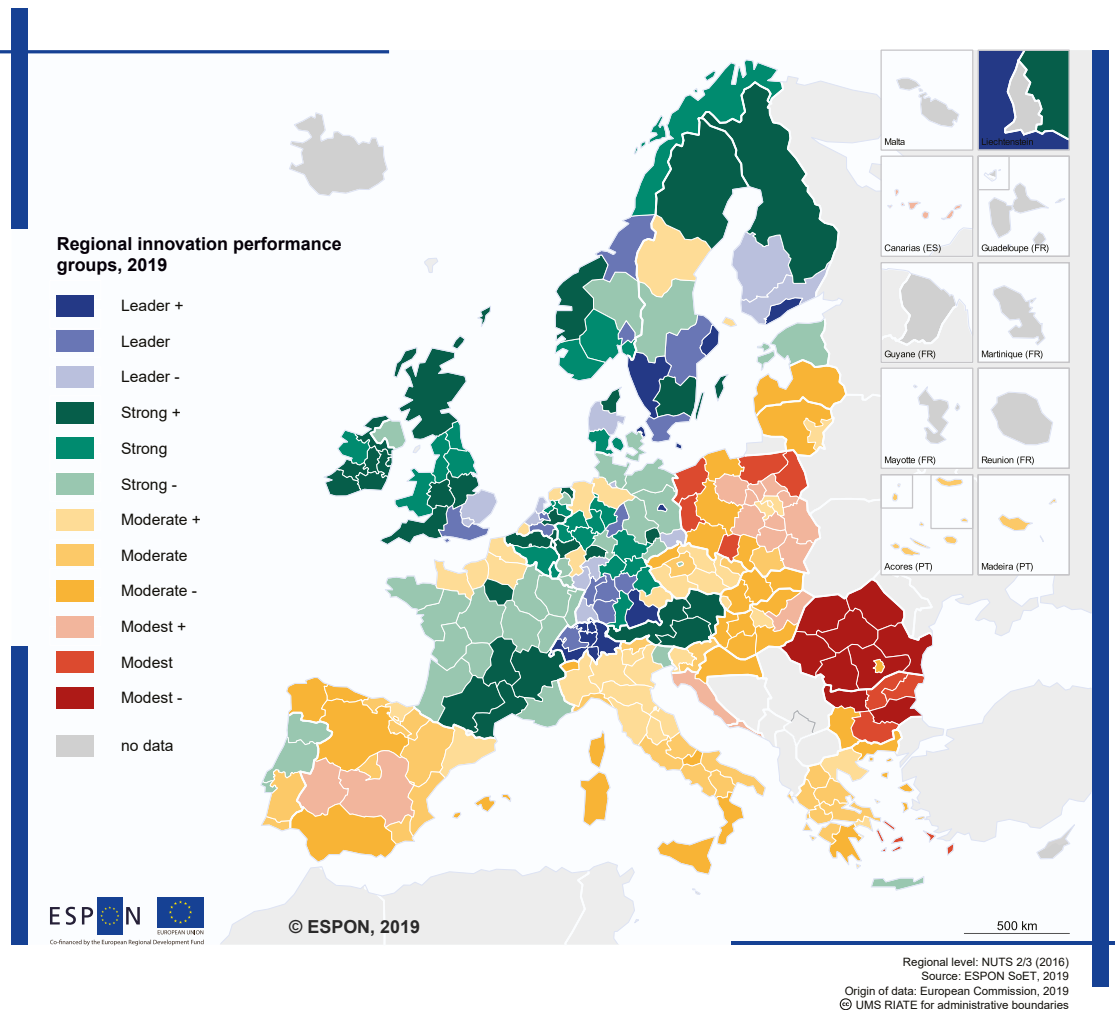 Regional innovation performance
groups, 2019
Leader +
Leader
Leader -
Strong +
Strong
Strong -
Moderate +
Moderate
Moderate -
Modest +
Modest
Modest -
no data
Malta
Liechtenstein
Canarias (ES)
Guadeloupe (FR)
Guyane (FR)
Martinique (FR)
Mayotte (FR)
Reunion (FR)
Acores (PT)
Madeira (PT)
ESPON
EUROPEAN UNION
Co-financed by the European Regional Development Fund
© ESPON, 2019
500 km
Regional level: NUTS 2/3 (2016)
Source: ESPON SoET, 2019
Origin of data: European Commission, 2019
cc UMS RIATE for administrative boundaries